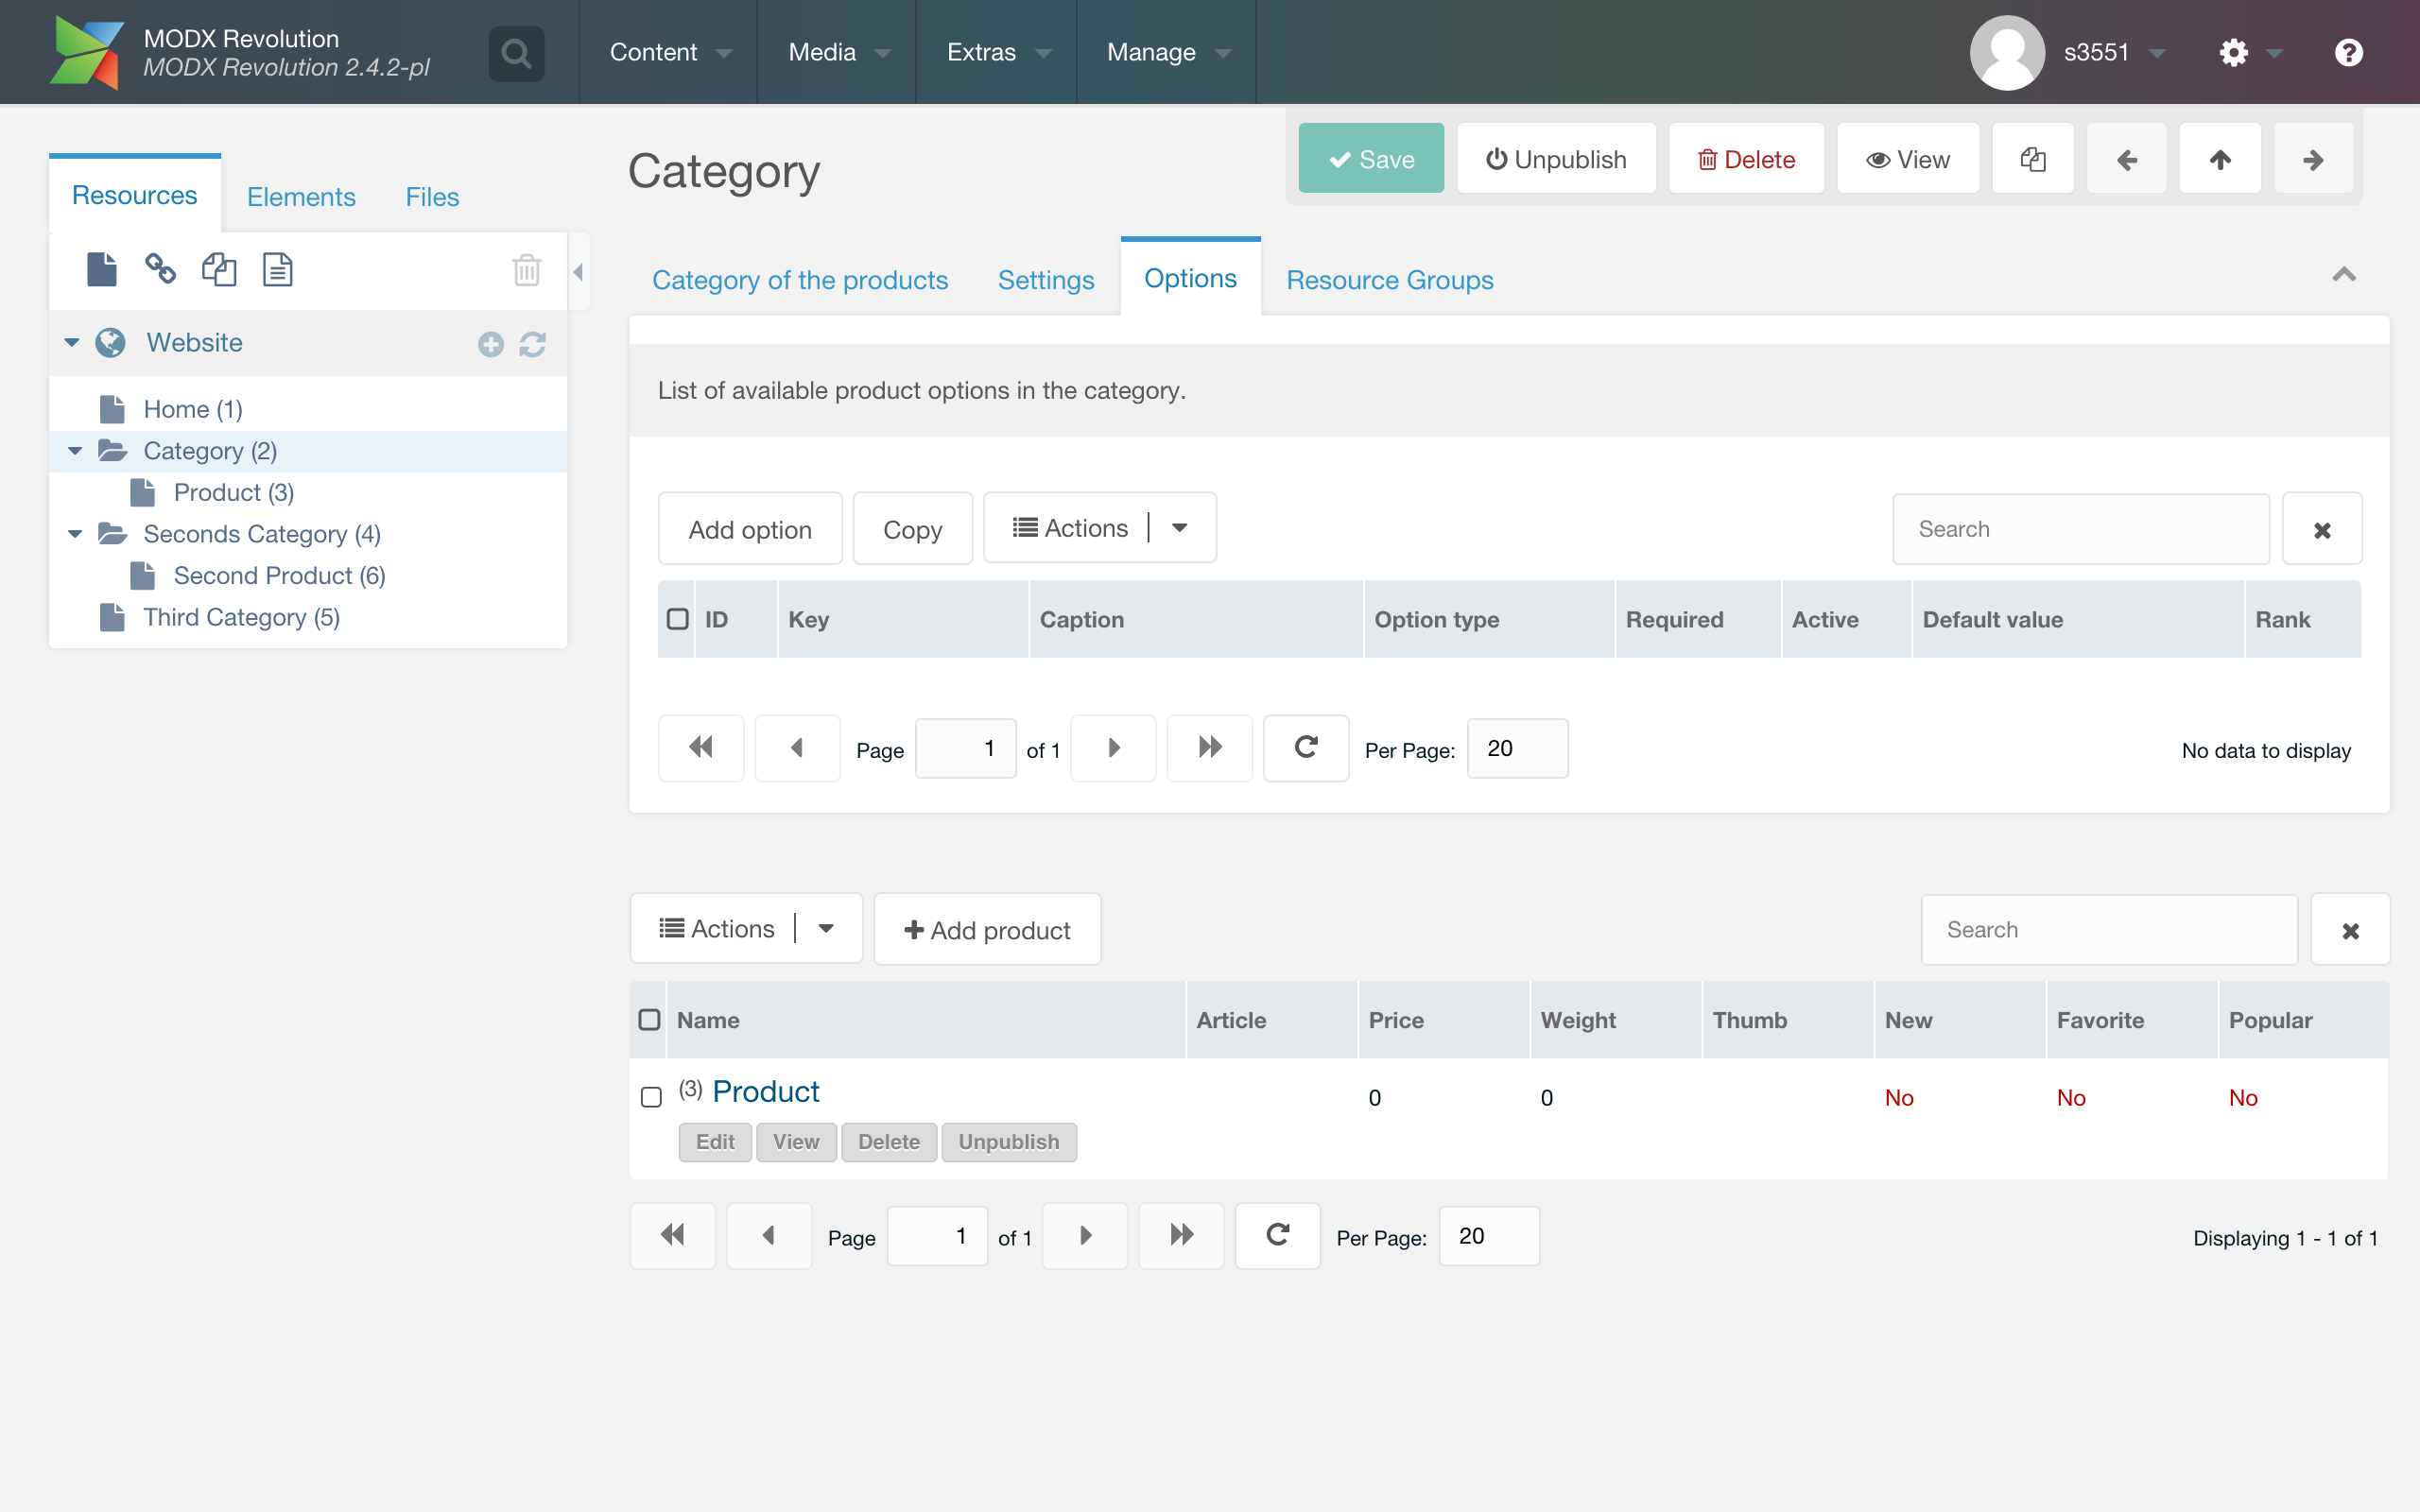 MODX Revolution
MODX Revolution 2.4.2-pl
Content
Media
Extras
Manage
s3551
Resources
Elements
Files
Website
Home (1)
Category (2)
Product (3)
Seconds Category (4)
Second Product (6)
Third Category (5)
Category
Save
Unpublish
Delete
View
Category of the products
Settings
Options
Resource Groups
List of available product options in the category.
Add option
Copy
Actions
Search
ID Key Caption Option type Required Active Default value Rank
Page 1 of 1 Per Page: 20 No data to display
Actions
Add product
Search
Name Article Price Weight Thumb New Favorite Popular
(3) Product 0 0 No No No
Edit View Delete Unpublish
Page 1 of 1 Per Page: 20 Displaying 1 - 1 of 1